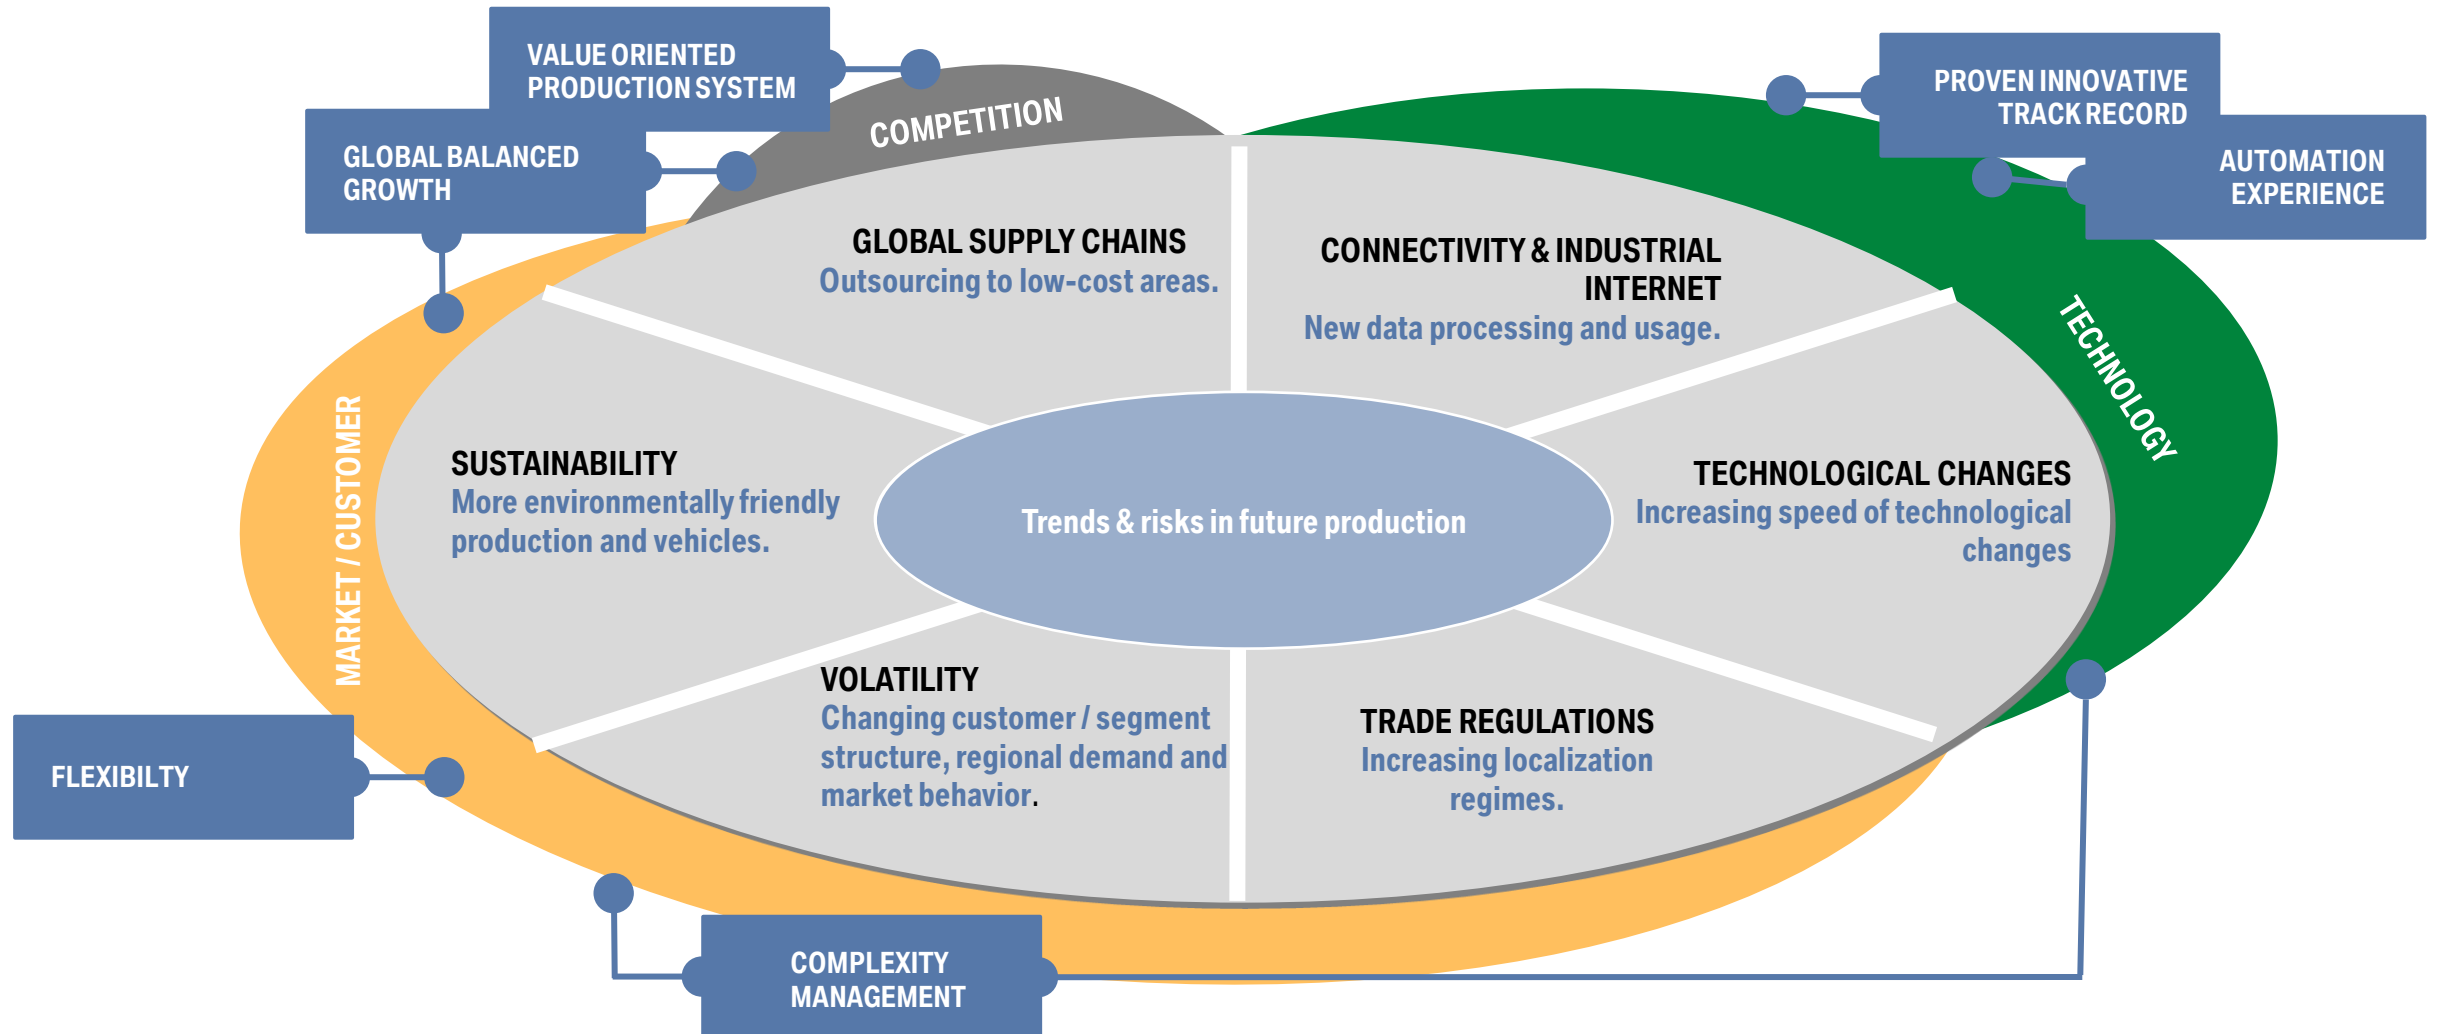 VALUE ORIENTED
PRODUCTION SYSTEM
GLOBAL BALANCED
GROWTH
COMPETITION
PROVEN INNOVATIVE
TRACK RECORD
AUTOMATION
EXPERIENCE
GLOBAL SUPPLY CHAINS
Outsourcing to low-cost areas.
CONNECTIVITY & INDUSTRIAL
INTERNET
New data processing and usage.
TECHNOLOGY
MARKET / CUSTOMER
SUSTAINABILITY
More environmentally friendly
production and vehicles.
Trends & risks in future production
TECHNOLOGICAL CHANGES
Increasing speed of technological
changes
VOLATILITY
Changing customer / segment
structure, regional demand and
market behavior.
TRADE REGULATIONS
Increasing localization
regimes.
FLEXIBILTY
COMPLEXITY
MANAGEMENT